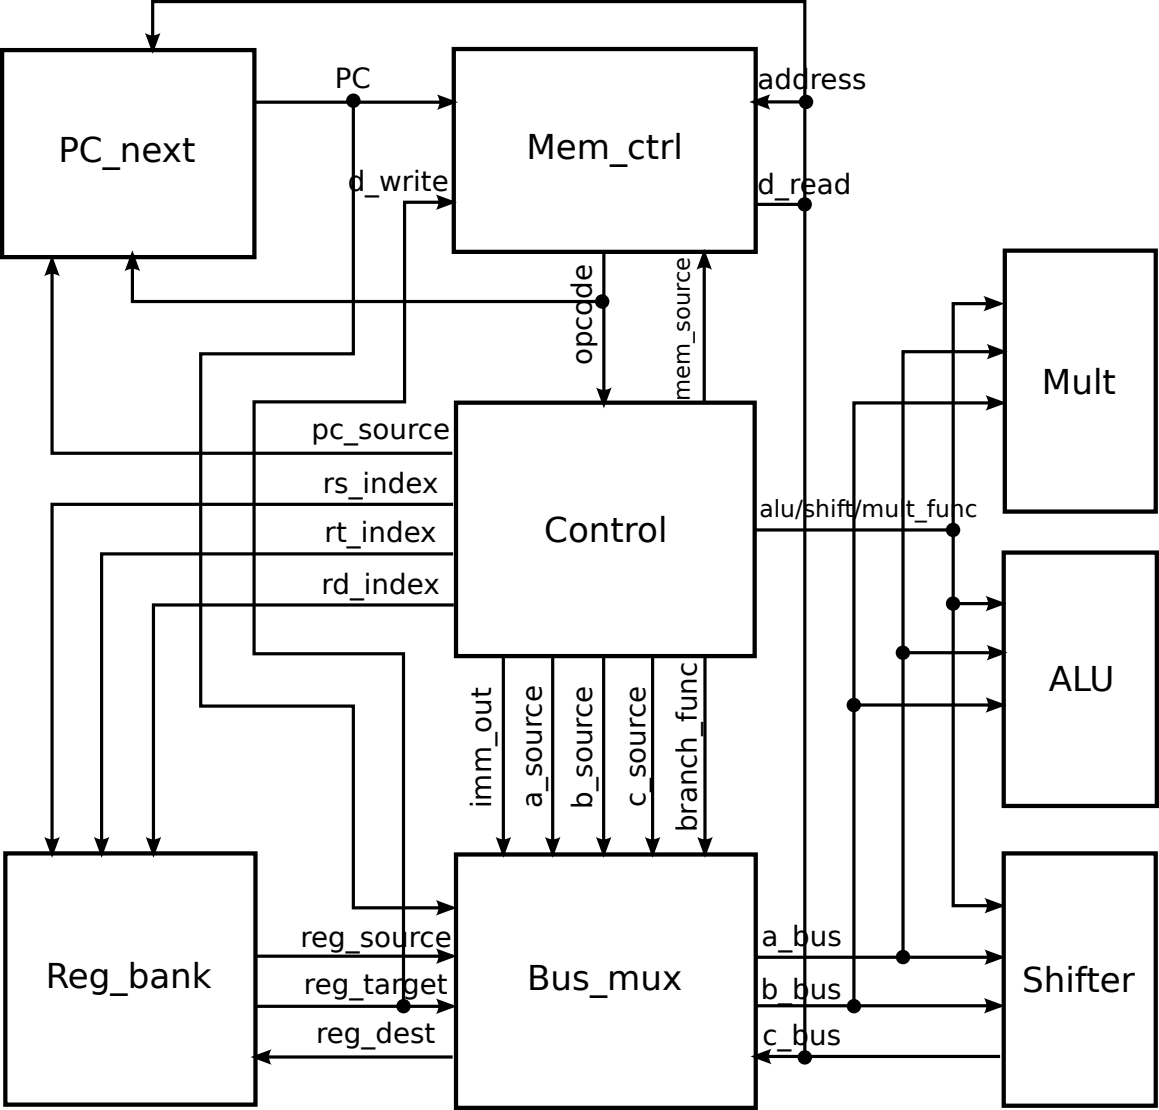 PC
address
PC_next
Mem_ctrl
d_write
d_read
opcode
mem_source
Mult
pc_source
rs_index
alu/shift/mult_func
rt_index
Control
rd_index
ALU
imm_out
a_source
b_source
c_source
branch_func
reg_source
a_bus
Reg_bank
Bus_mux
Shifter
reg_target
b_bus
reg_dest
c_bus